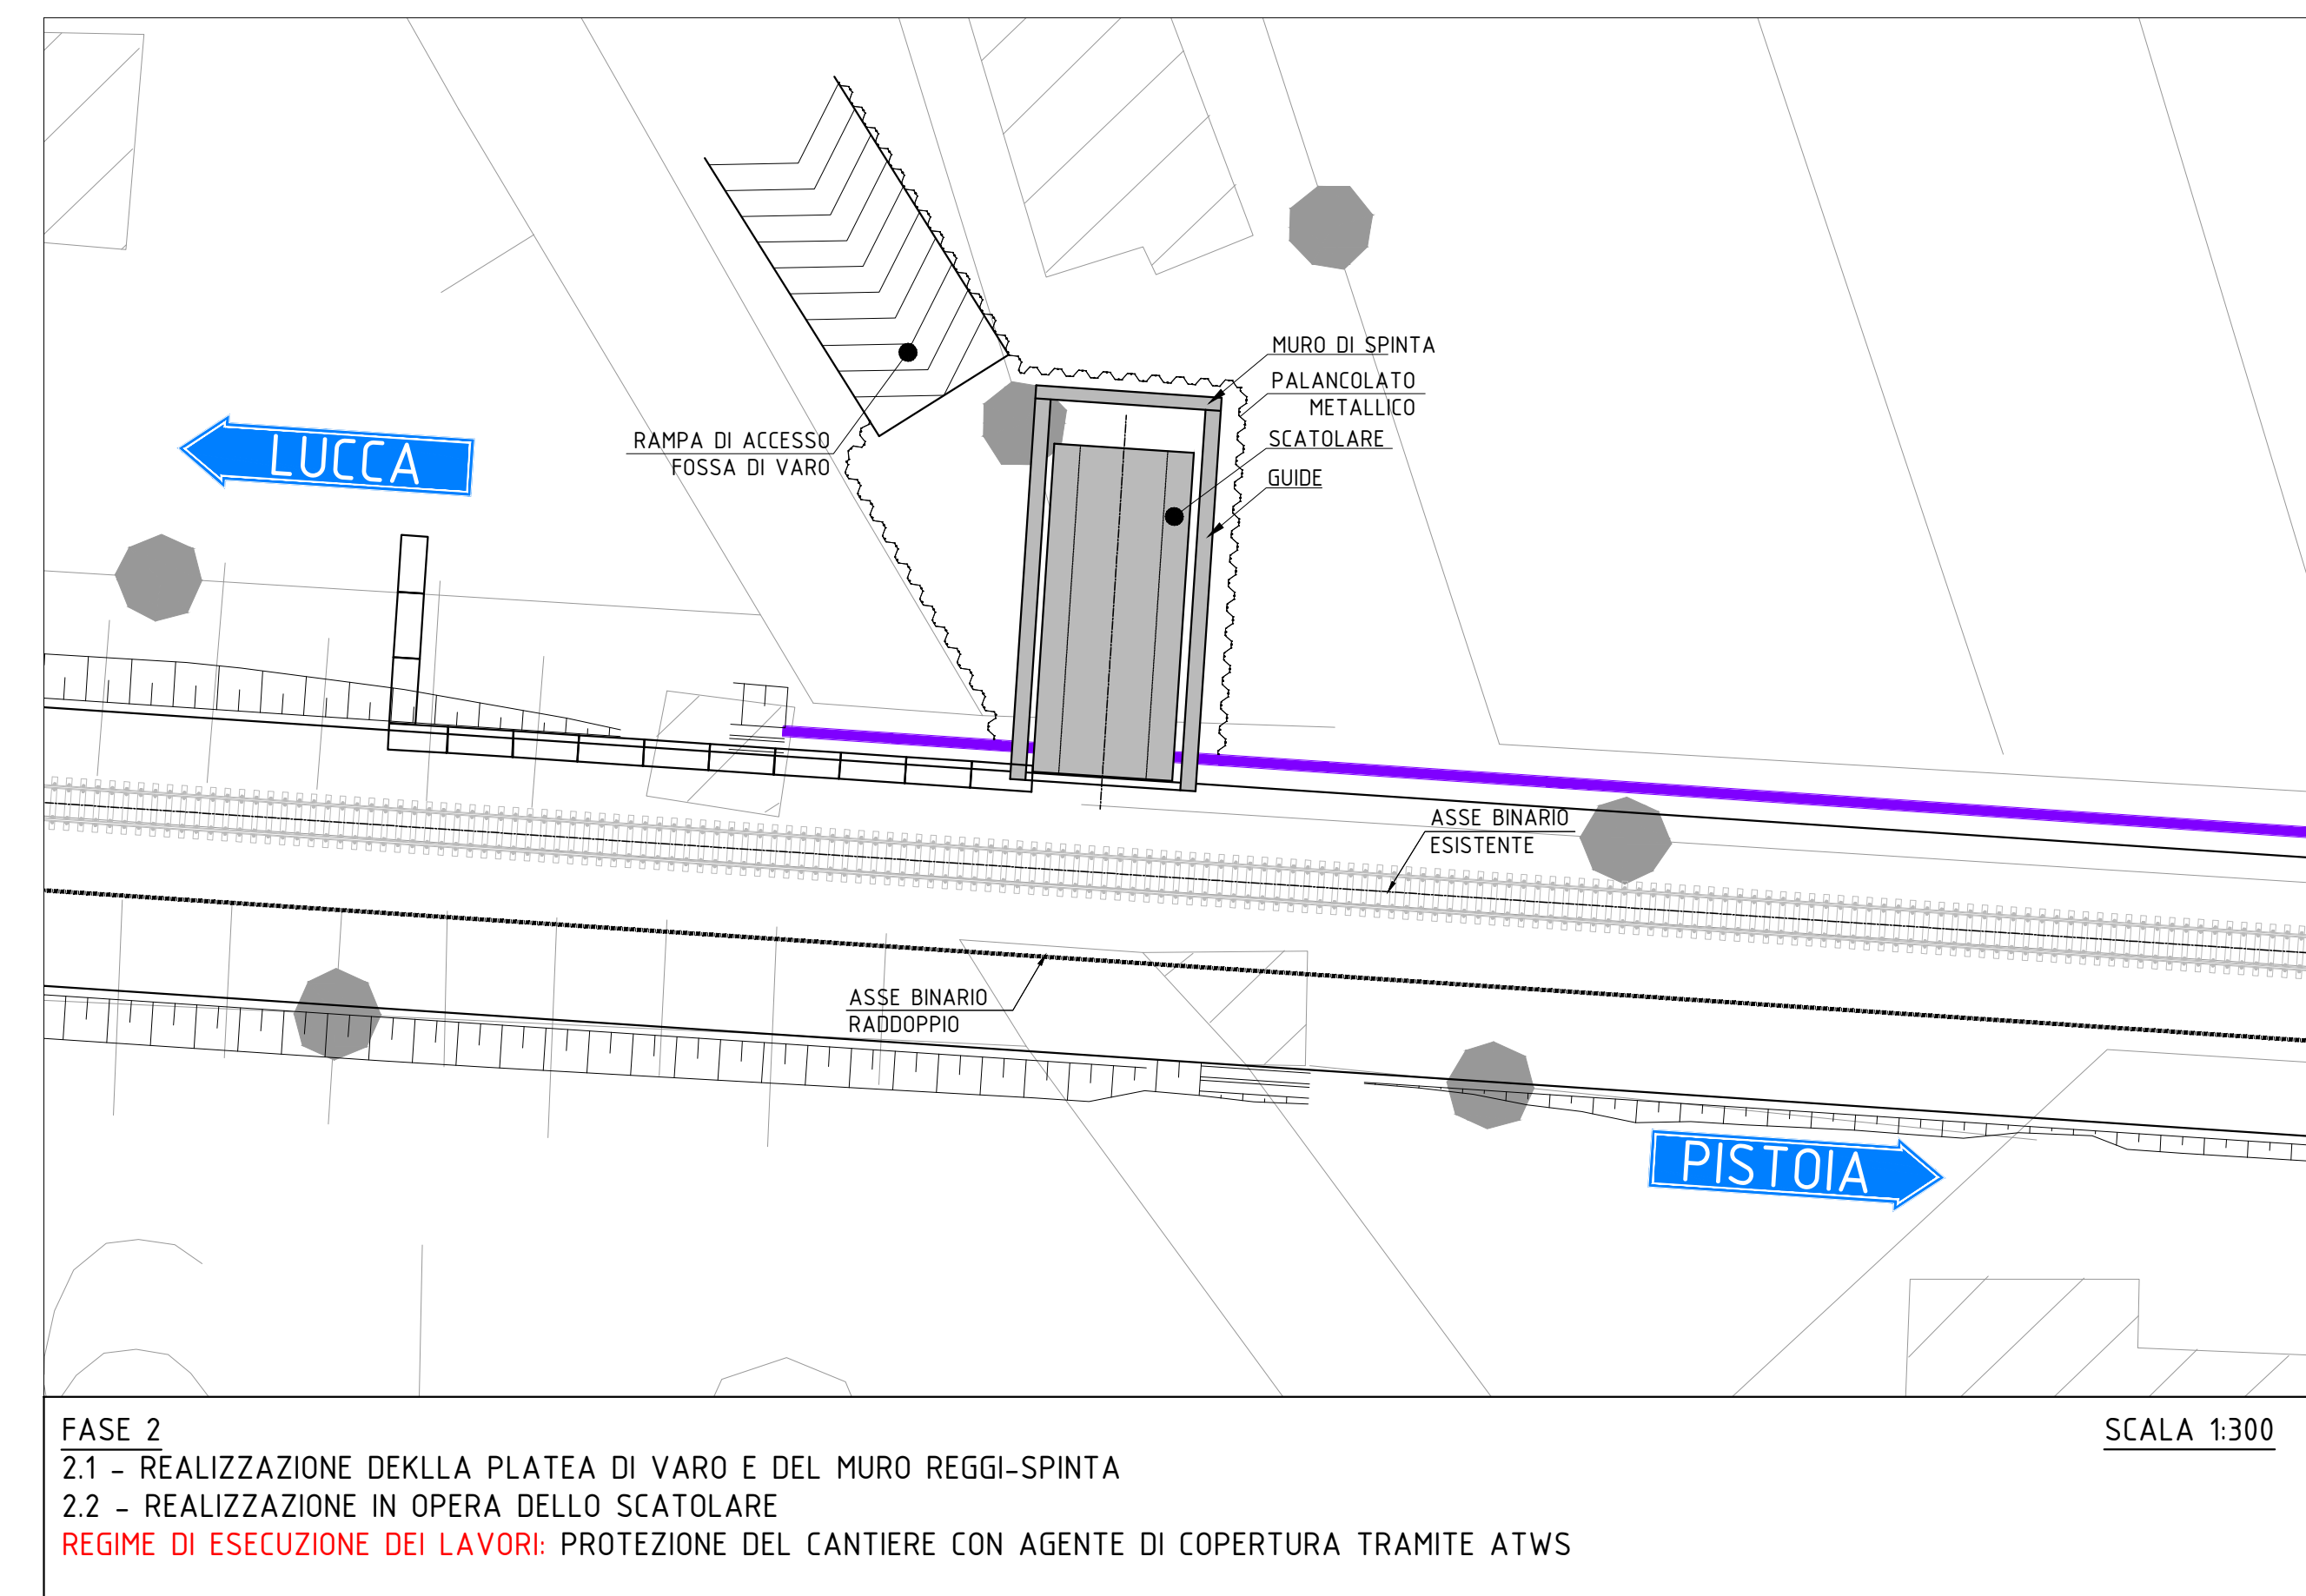 MURO DI SPINTA
PALANCOLATO
METALLICO
SCATOLARE
GUIDE
RAMPA DI ACCESSO
FOSSA DI VARO
LUCCA
ASSE BINARIO
ESISTENTE
ASSE BINARIO
RADDOPPIO
PISTOIA
FASE 2
SCALA 1:300
2.1 - REALIZZAZIONE DEKLLA PLATEA DI VARO E DEL MURO REGGI-SPINTA
2.2 - REALIZZAZIONE IN OPERA DELLO SCATOLARE
REGIME DI ESECUZIONE DEI LAVORI: PROTEZIONE DEL CANTIERE CON AGENTE DI COPERTURA TRAMITE ATWS